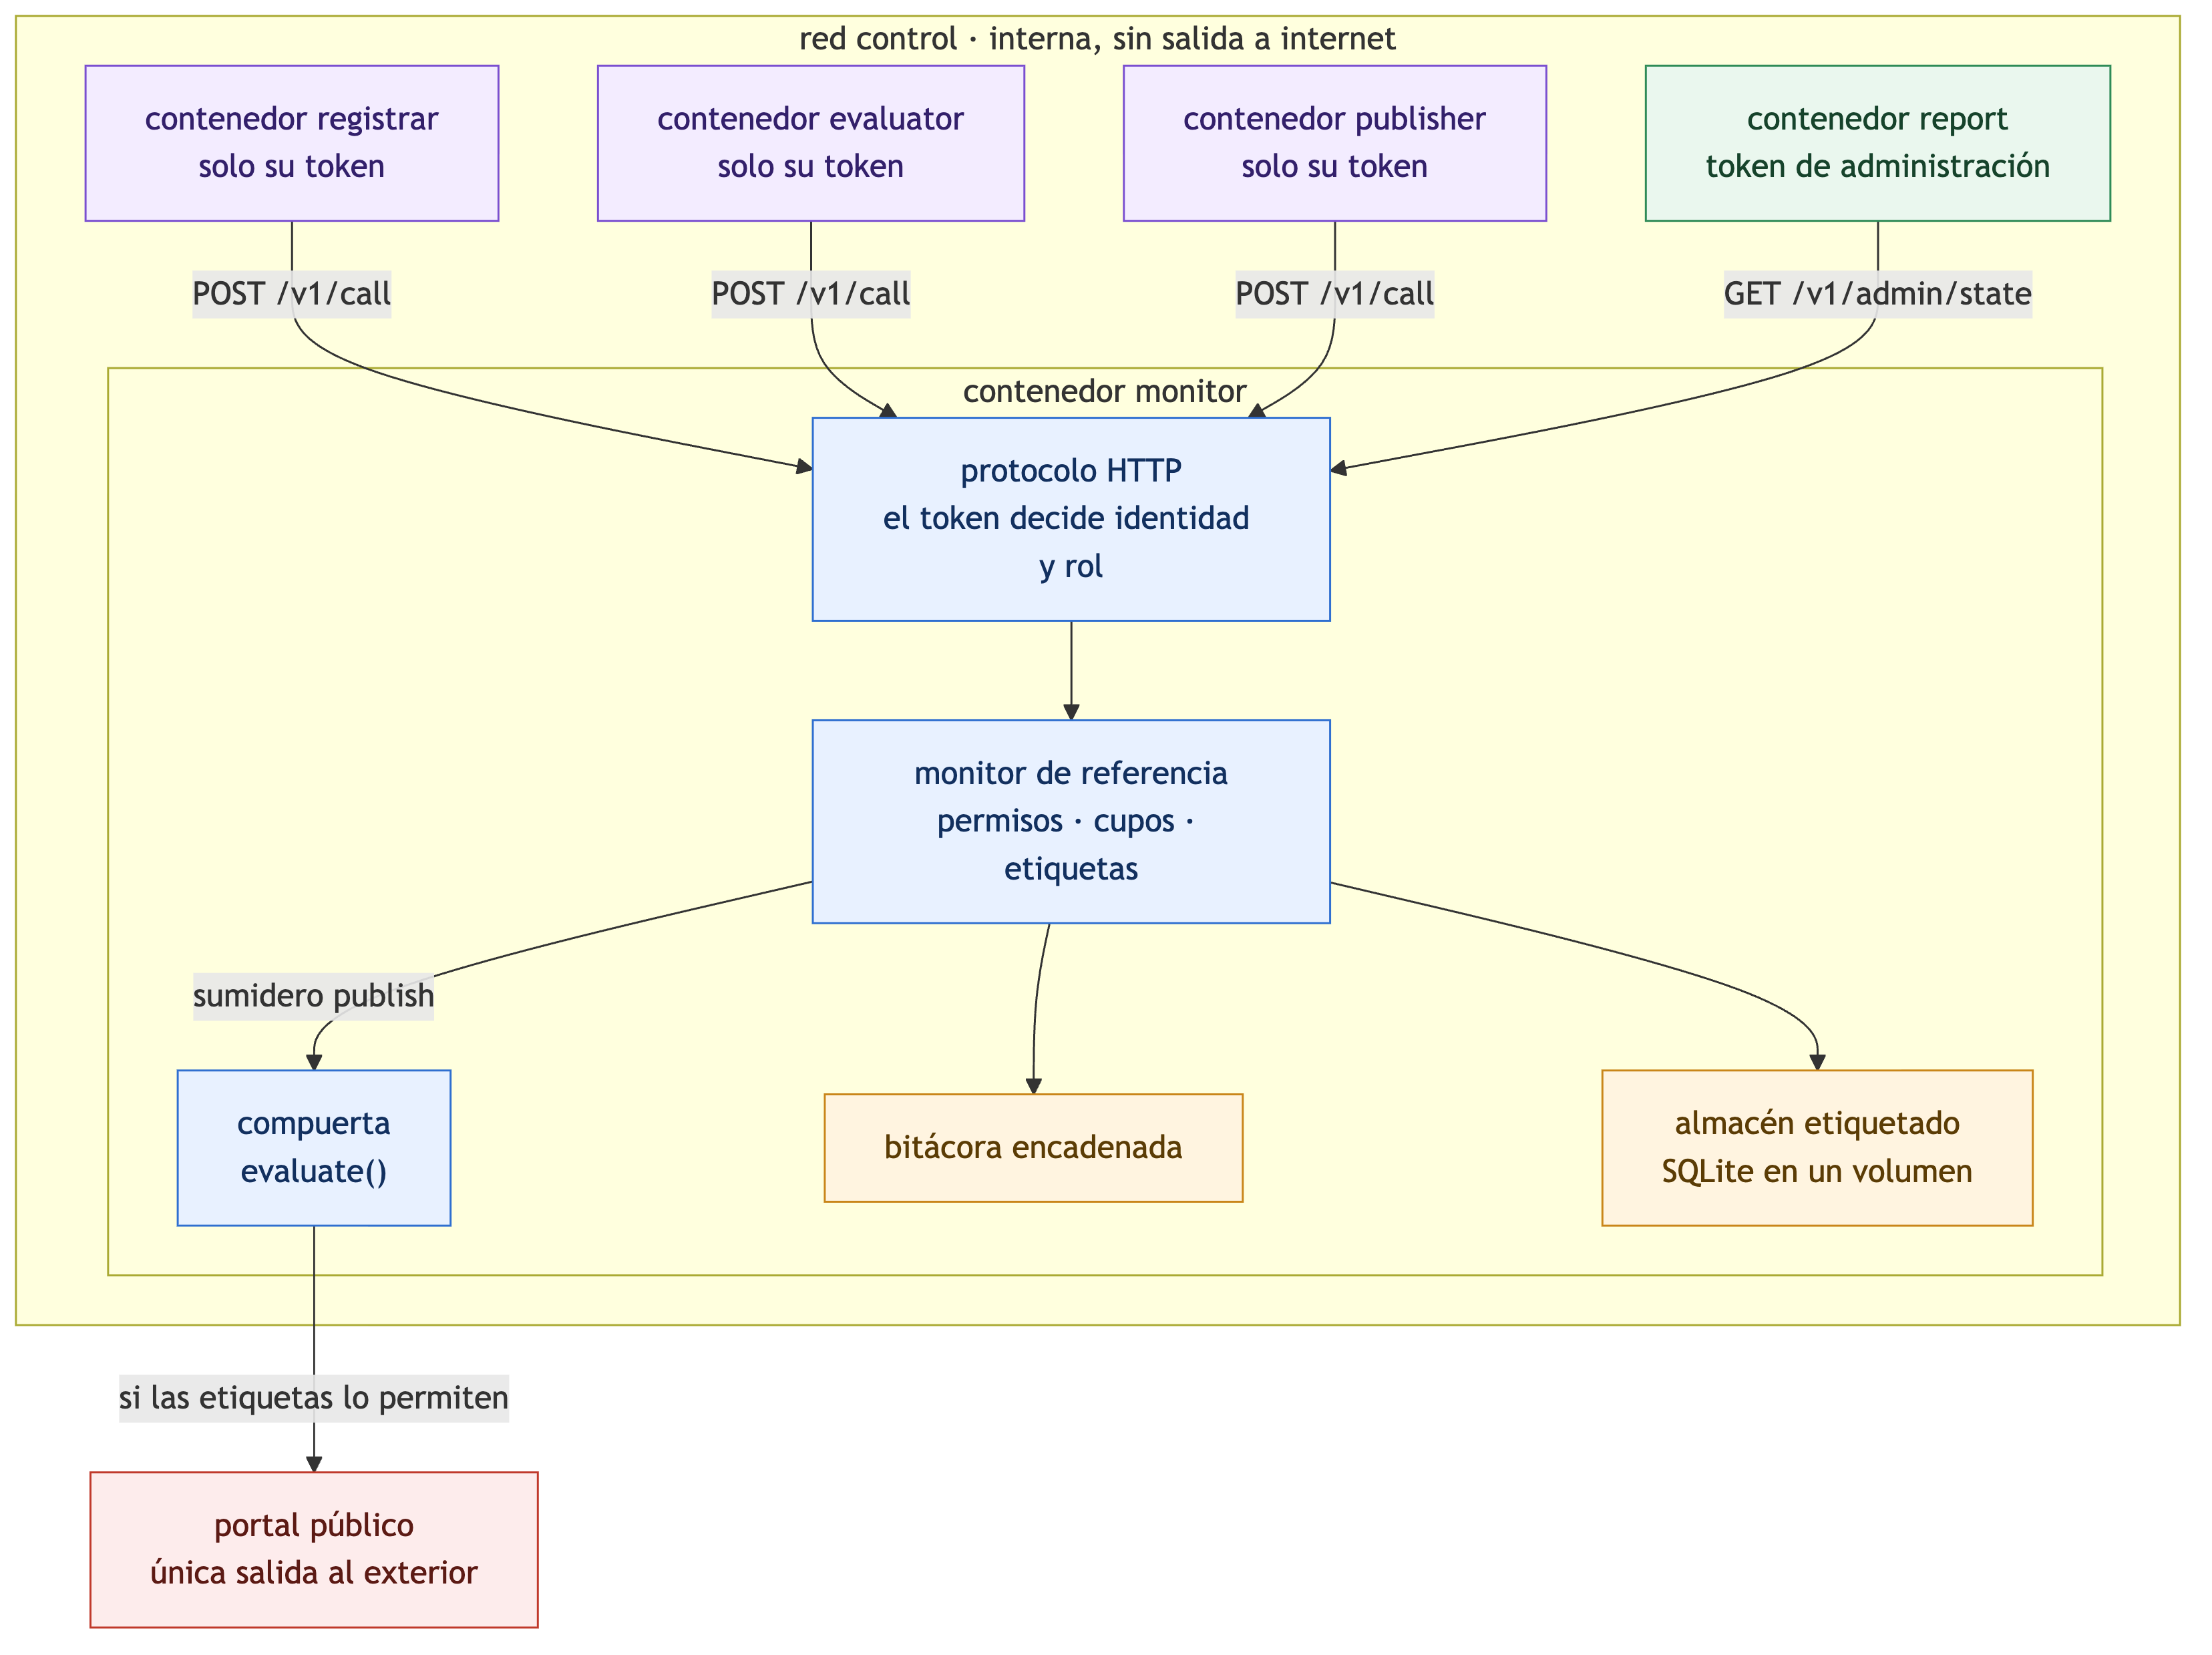 red control · interna, sin salida a internet
contenedor registrar
solo su token
contenedor evaluator
solo su token
contenedor publisher
solo su token
contenedor report
token de administración
POST /v1/call
POST /v1/call
POST /v1/call
GET /v1/admin/state
contenedor monitor
protocolo HTTP
el token decide identidad
y rol
monitor de referencia
permisos · cupos ·
etiquetas
sumidero publish
compuerta
evaluate()
bitácora encadenada
almacén etiquetado
SQLite en un volumen
si las etiquetas lo permiten
portal público
única salida al exterior